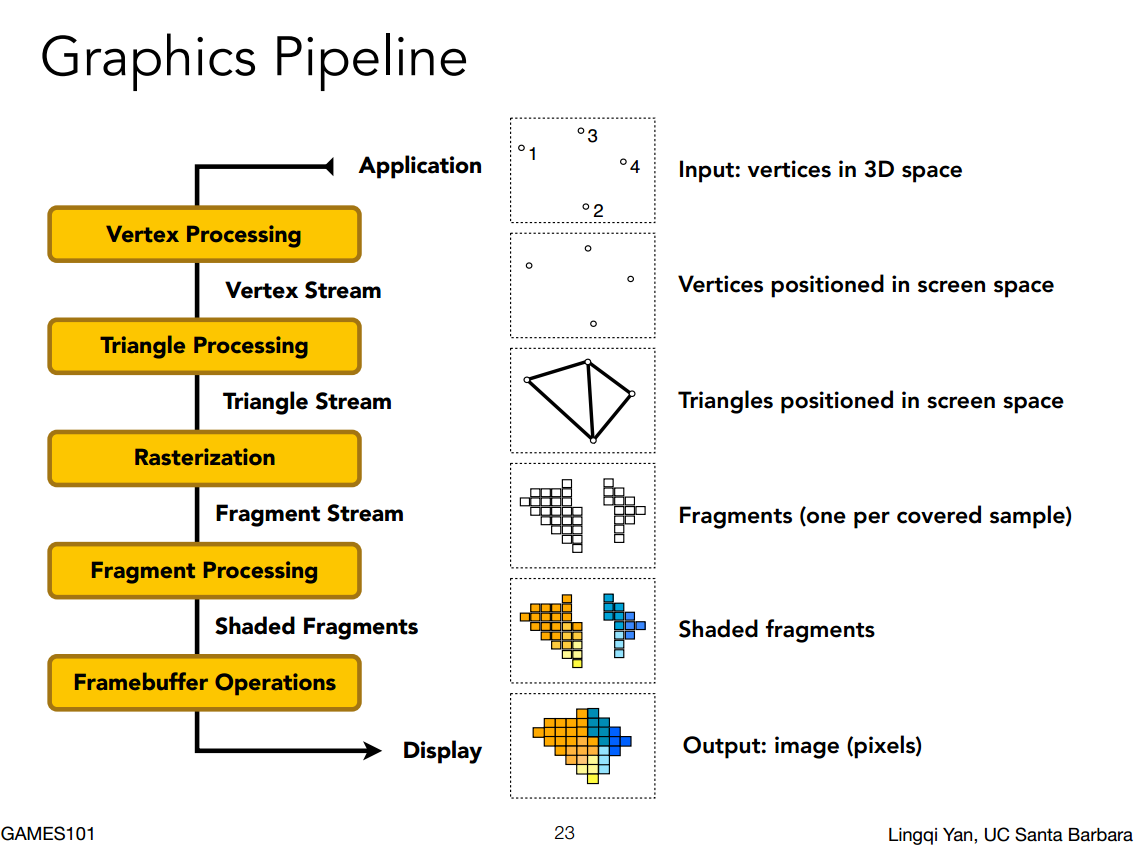 Graphics Pipeline
Application
Vertex Processing
Vertex Stream
Triangle Processing
Triangle Stream
Rasterization
Fragment Stream
Fragment Processing
Shaded Fragments
Framebuffer Operations
Display
3
1
4
2
Input: vertices in 3D space
Vertices positioned in screen space
Triangles positioned in screen space
Fragments (one per covered sample)
Shaded fragments
Output: image (pixels)
GAMES101
23
Lingqi Yan, UC Santa Barbara